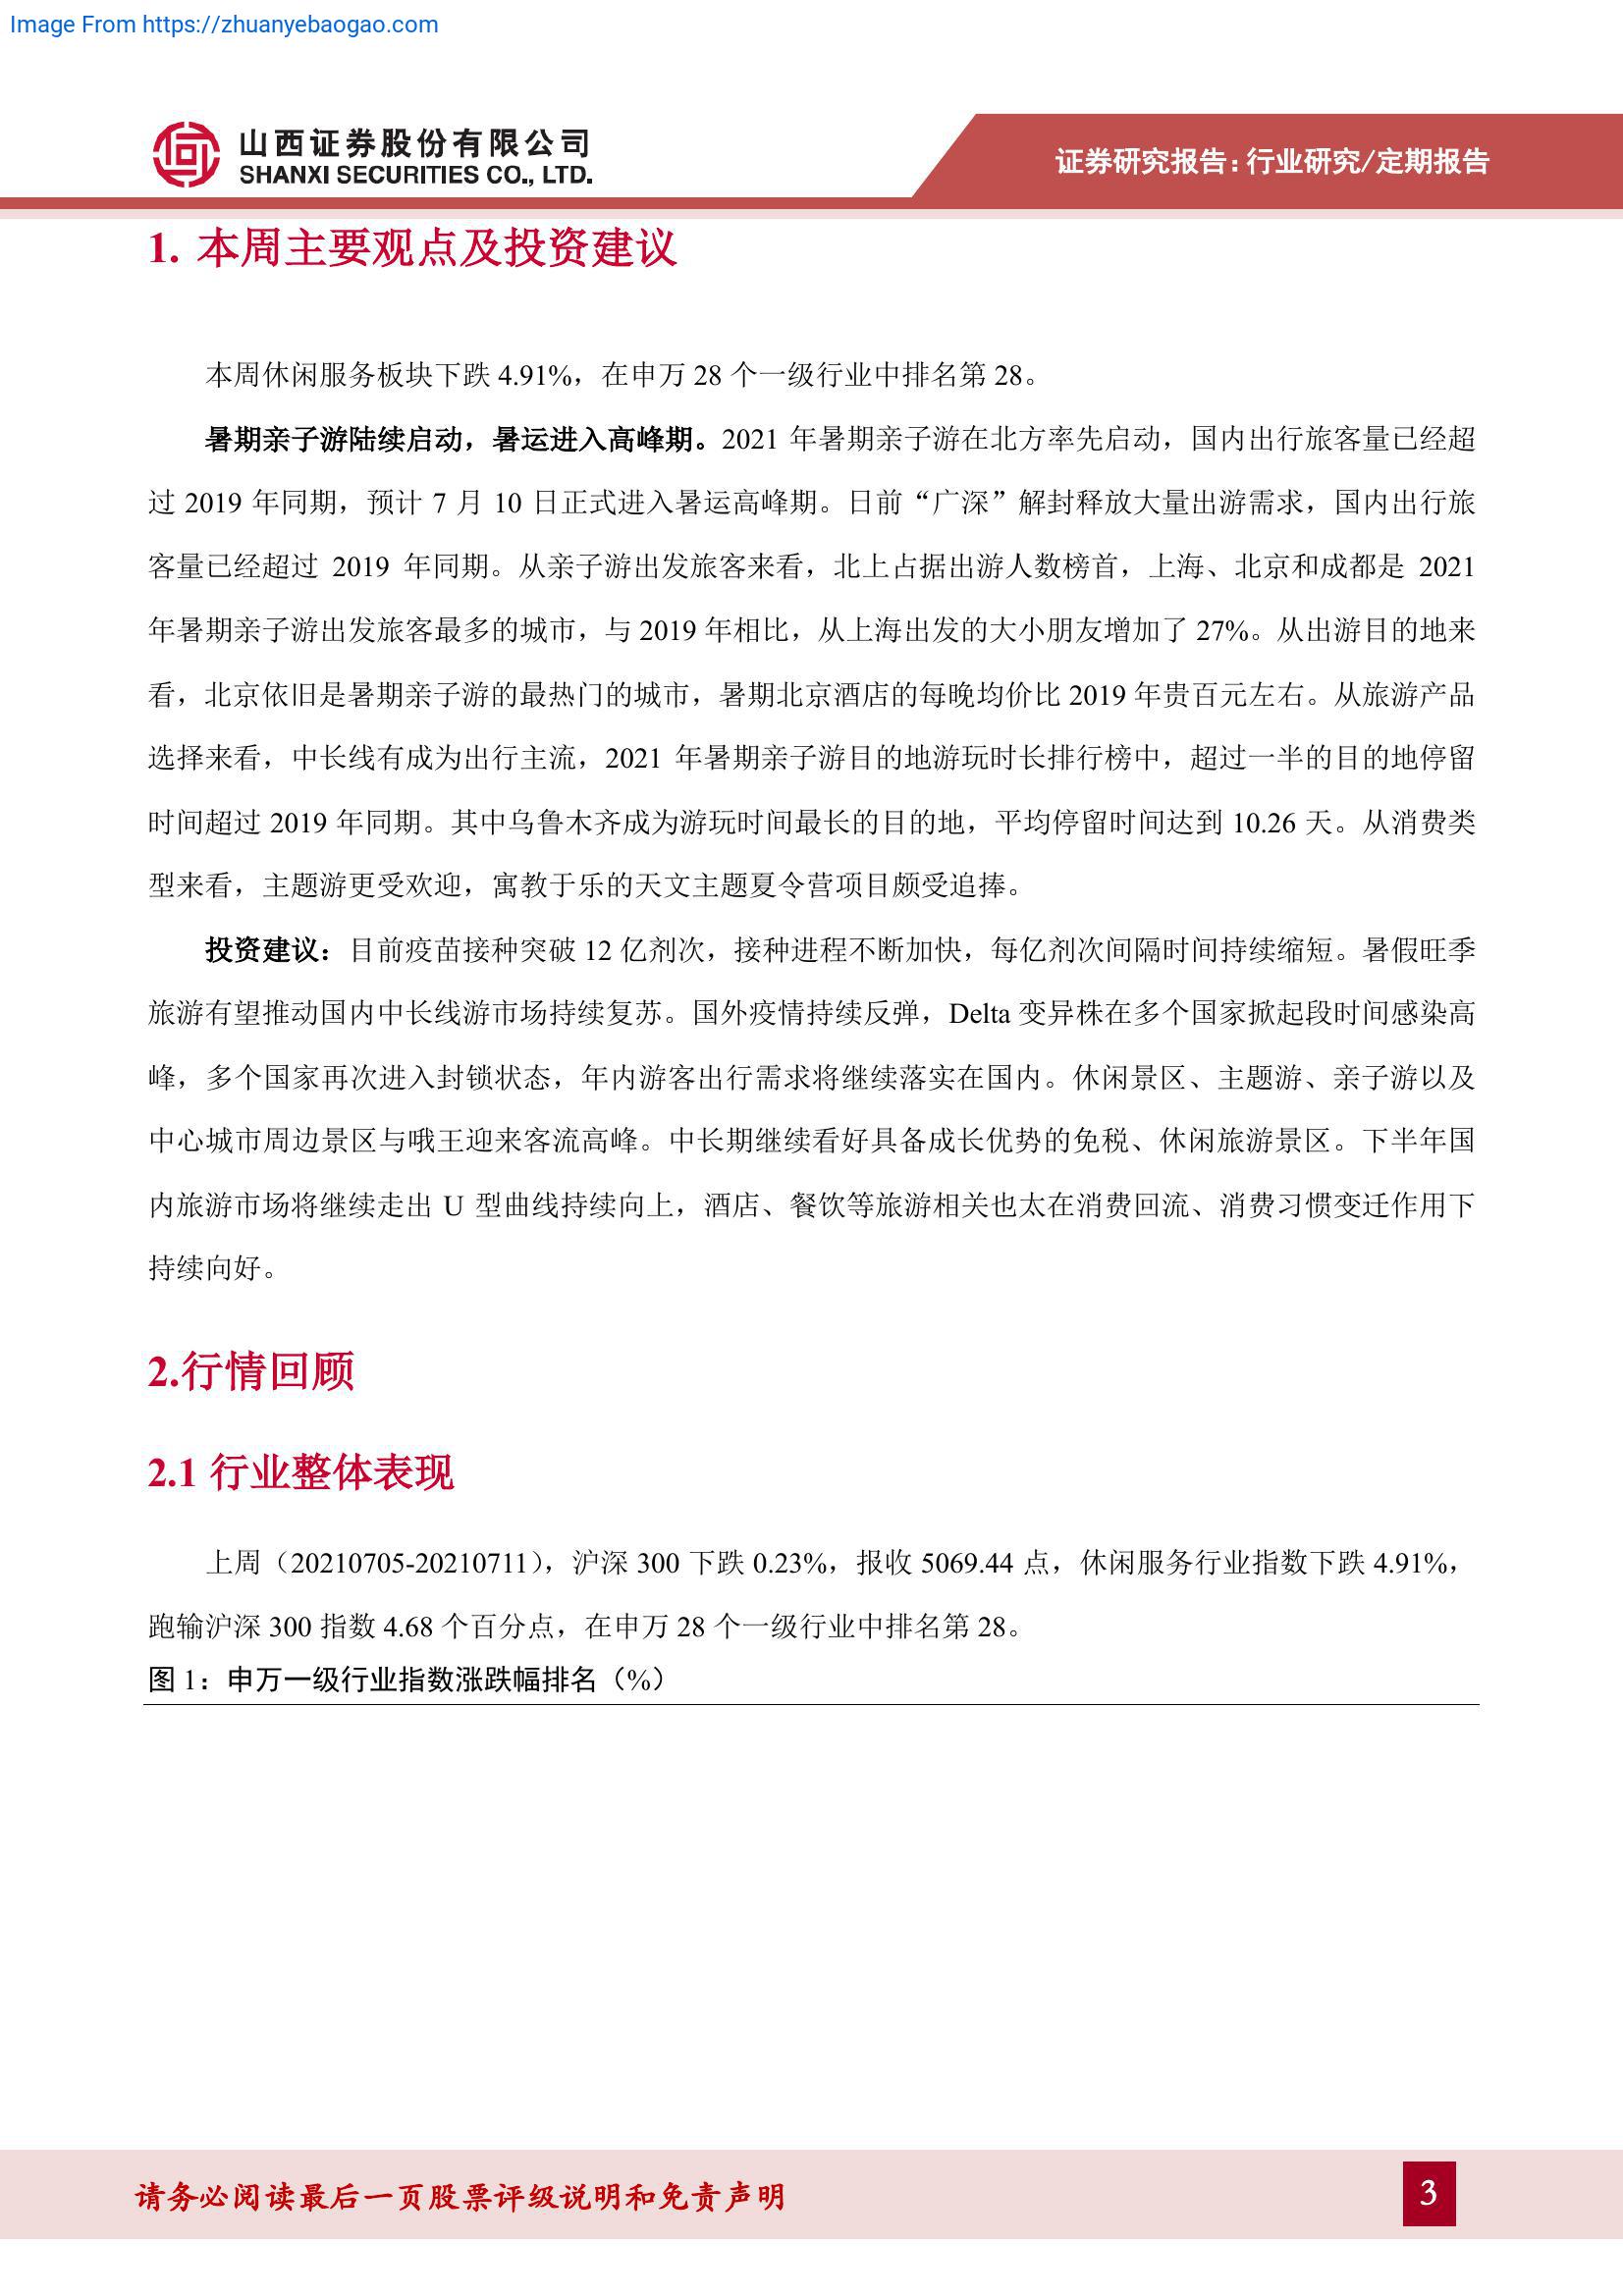 Image From https://zhuanyebaogao.com
山西证券股份有限公司
SHANXI SECURITIES CO., LTD.
证券研究报告：行业研究/定期报告
1. 本周主要观点及投资建议
本周休闲服务板块下跌 4.91%，在申万 28 个一级行业中排名第 28。
暑期亲子游陆续启动，暑运进入高峰期。2021 年暑期亲子游在北方率先启动，国内出行旅客量已经超
过 2019 年同期，预计 7 月 10 日正式进入暑运高峰期。日前“广深”解封释放大量出游需求，国内出行旅
客量已经超过 2019 年同期。从亲子游出发旅客来看，北上占据出游人数榜首，上海、北京和成都是 2021
年暑期亲子游出发旅客最多的城市，与 2019 年相比，从上海出发的大小朋友增加了 27%。从出游目的地来
看，北京依旧是暑期亲子游的最热门的城市，暑期北京酒店的每晚均价比 2019 年贵百元左右。从旅游产品
选择来看，中长线有成为出行主流，2021 年暑期亲子游目的地游玩时长排行榜中，超过一半的目的地停留
时间超过 2019 年同期。其中乌鲁木齐成为游玩时间最长的目的地，平均停留时间达到 10.26 天。从消费类
型来看，主题游更受欢迎，寓教于乐的天文主题夏令营项目颇受追捧。
投资建议：目前疫苗接种突破 12 亿剂次，接种进程不断加快，每亿剂次间隔时间持续缩短。暑假旺季
旅游有望推动国内中长线游市场持续复苏。国外疫情持续反弹，Delta 变异株在多个国家掀起段时间感染高
峰，多个国家再次进入封锁状态，年内游客出行需求将继续落实在国内。休闲景区、主题游、亲子游以及
中心城市周边景区与哦王迎来客流高峰。中长期继续看好具备成长优势的免税、休闲旅游景区。下半年国
内旅游市场将继续走出 U 型曲线持续向上，酒店、餐饮等旅游相关也太在消费回流、消费习惯变迁作用下
持续向好。
2.行情回顾
2.1 行业整体表现
上周（20210705-20210711），沪深 300 下跌 0.23%，报收 5069.44 点，休闲服务行业指数下跌 4.91%，
跑输沪深 300 指数 4.68 个百分点，在申万 28 个一级行业中排名第 28。
图 1：申万一级行业指数涨跌幅排名（%）
请务必阅读最后一页股票评级说明和免责声明
3